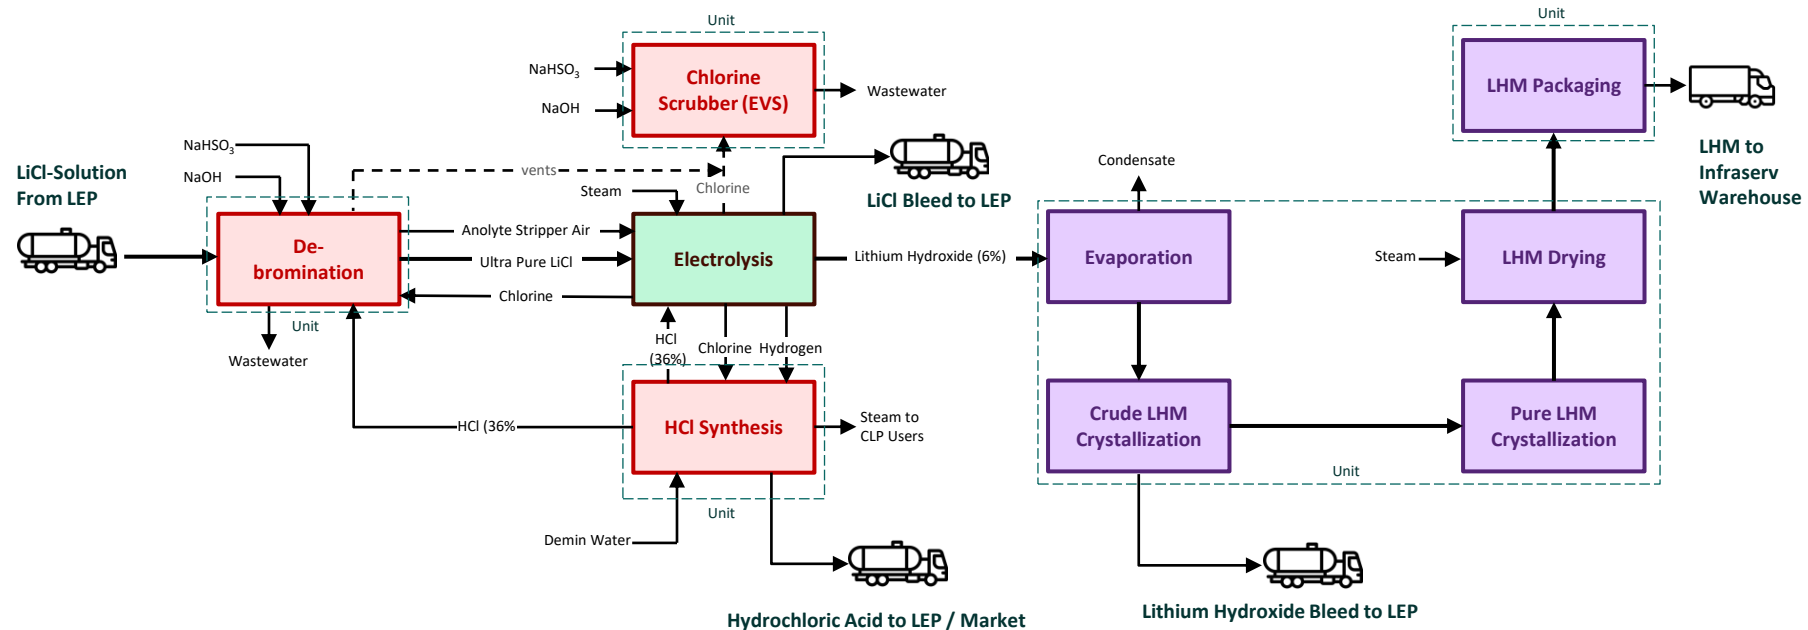 Unit
NaHSO3
NaOH
Chlorine
Scrubber (EVS)
Wastewater
Unit
LHM Packaging
LHM to
Infraserv
Warehouse
LiCl-Solution
From LEP
NaHSO3
NaOH
vents
Chlorine
Steam
LiCl Bleed to LEP
Condensate
De-
bromination
Anolyte Stripper Air
Ultra Pure LiCl
Chlorine
Electrolysis
Lithium Hydroxide (6%)
Evaporation
Steam
LHM Drying
Unit
Wastewater
HCl
(36%)
Chlorine
Hydrogen
HCl (36%
HCl Synthesis
Steam to
CLP Users
Crude LHM
Crystallization
Pure LHM
Crystallization
Unit
Unit
Demin Water
Hydrochloric Acid to LEP / Market
Lithium Hydroxide Bleed to LEP